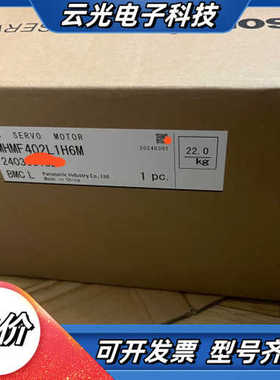 云光电子科技
SERVO MOTOR
MHMF402L1H6M
22.0
kg
BMC L
Panasonic Industry Co.,Ltd.
Made in China
1 pc.
价
可开发票 型号齐